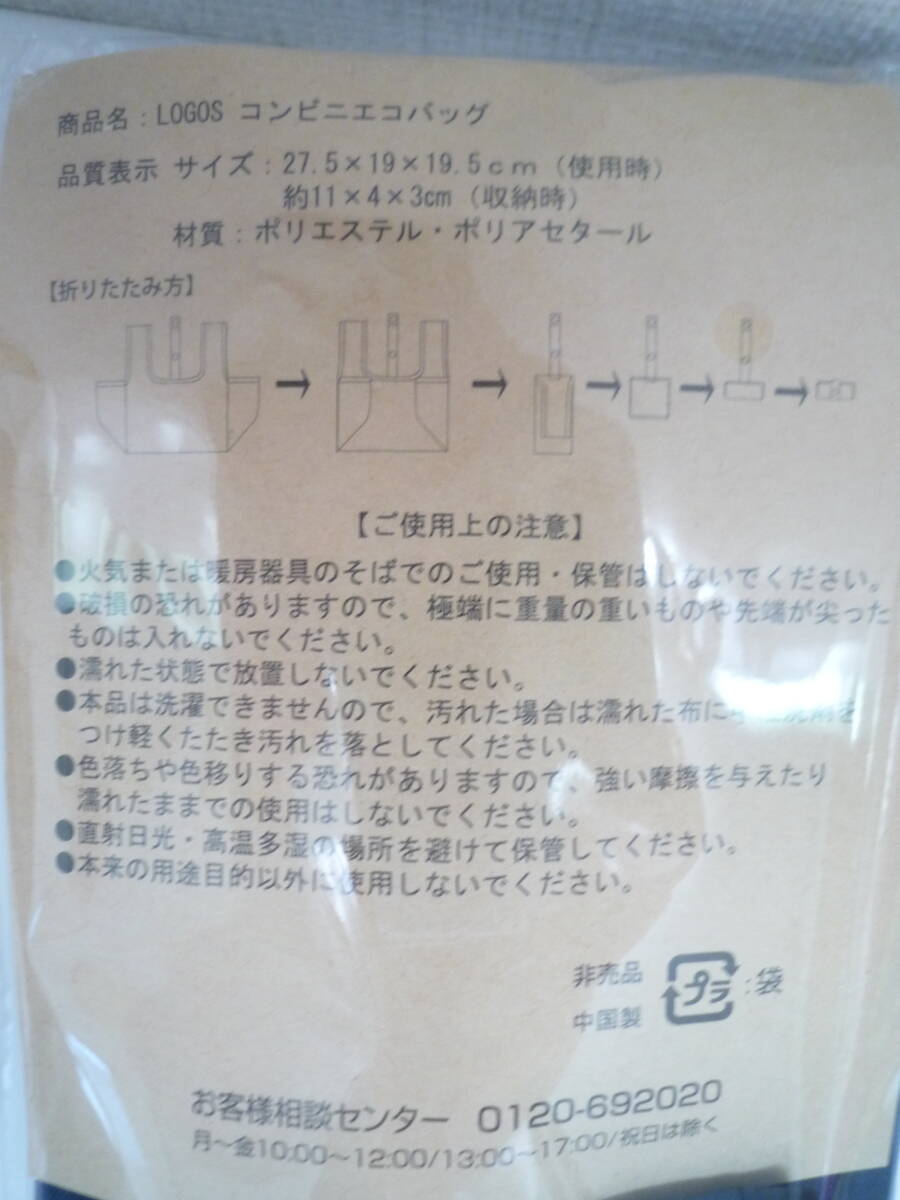 商品名：LOGOS コンビニエコバッグ
品質表示 サイズ：27.5×19×19.5cm（使用時）
約11×4×3cm（収納時）
材質：ポリエステル・ポリアセタール
【折りたたみ方】
【ご使用上の注意】
●火気または暖房器具のそばでのご使用・保管はしないでください。
●破損の恐れがありますので、極端に重量の重いものや先端が尖った
ものは入れないでください。
●濡れた状態で放置しないでください。
●本品は洗濯できませんので、汚れた場合は濡れた布に
つけ軽くたたき汚れを落としてください。
●色落ちや色移りする恐れがありますので、強い摩擦を与えたり
濡れたままでの使用はしないでください。
●直射日光・高温多湿の場所を避けて保管してください。
●本来の用途目的以外に使用しないでください。
非売品
中国製
プラ：袋
お客様相談センター 0120-692020
月～金10:00～12:00/13:00～17:00/祝日は除く